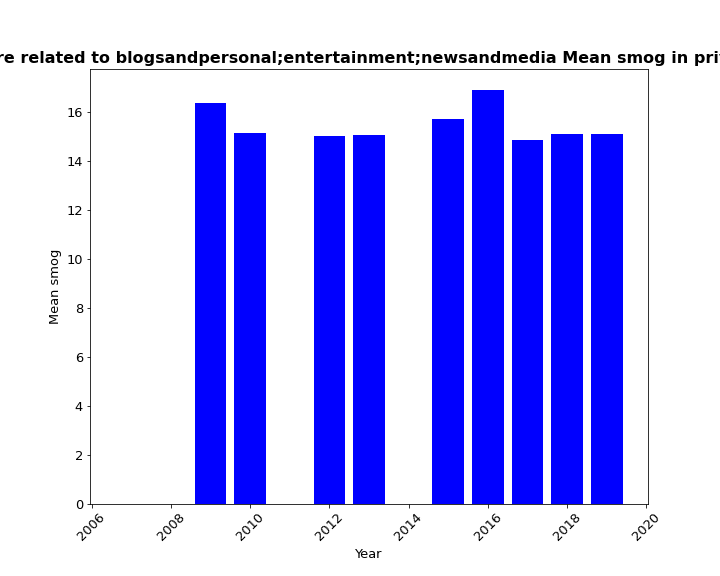 re related to blogsandpersonal;entertainment;newsandmedia Mean smog in pri
16
14
12
10
8
6
4
2
0
Mean smog
2006 2008 2010 2012 2014 2016 2018 2020
Year